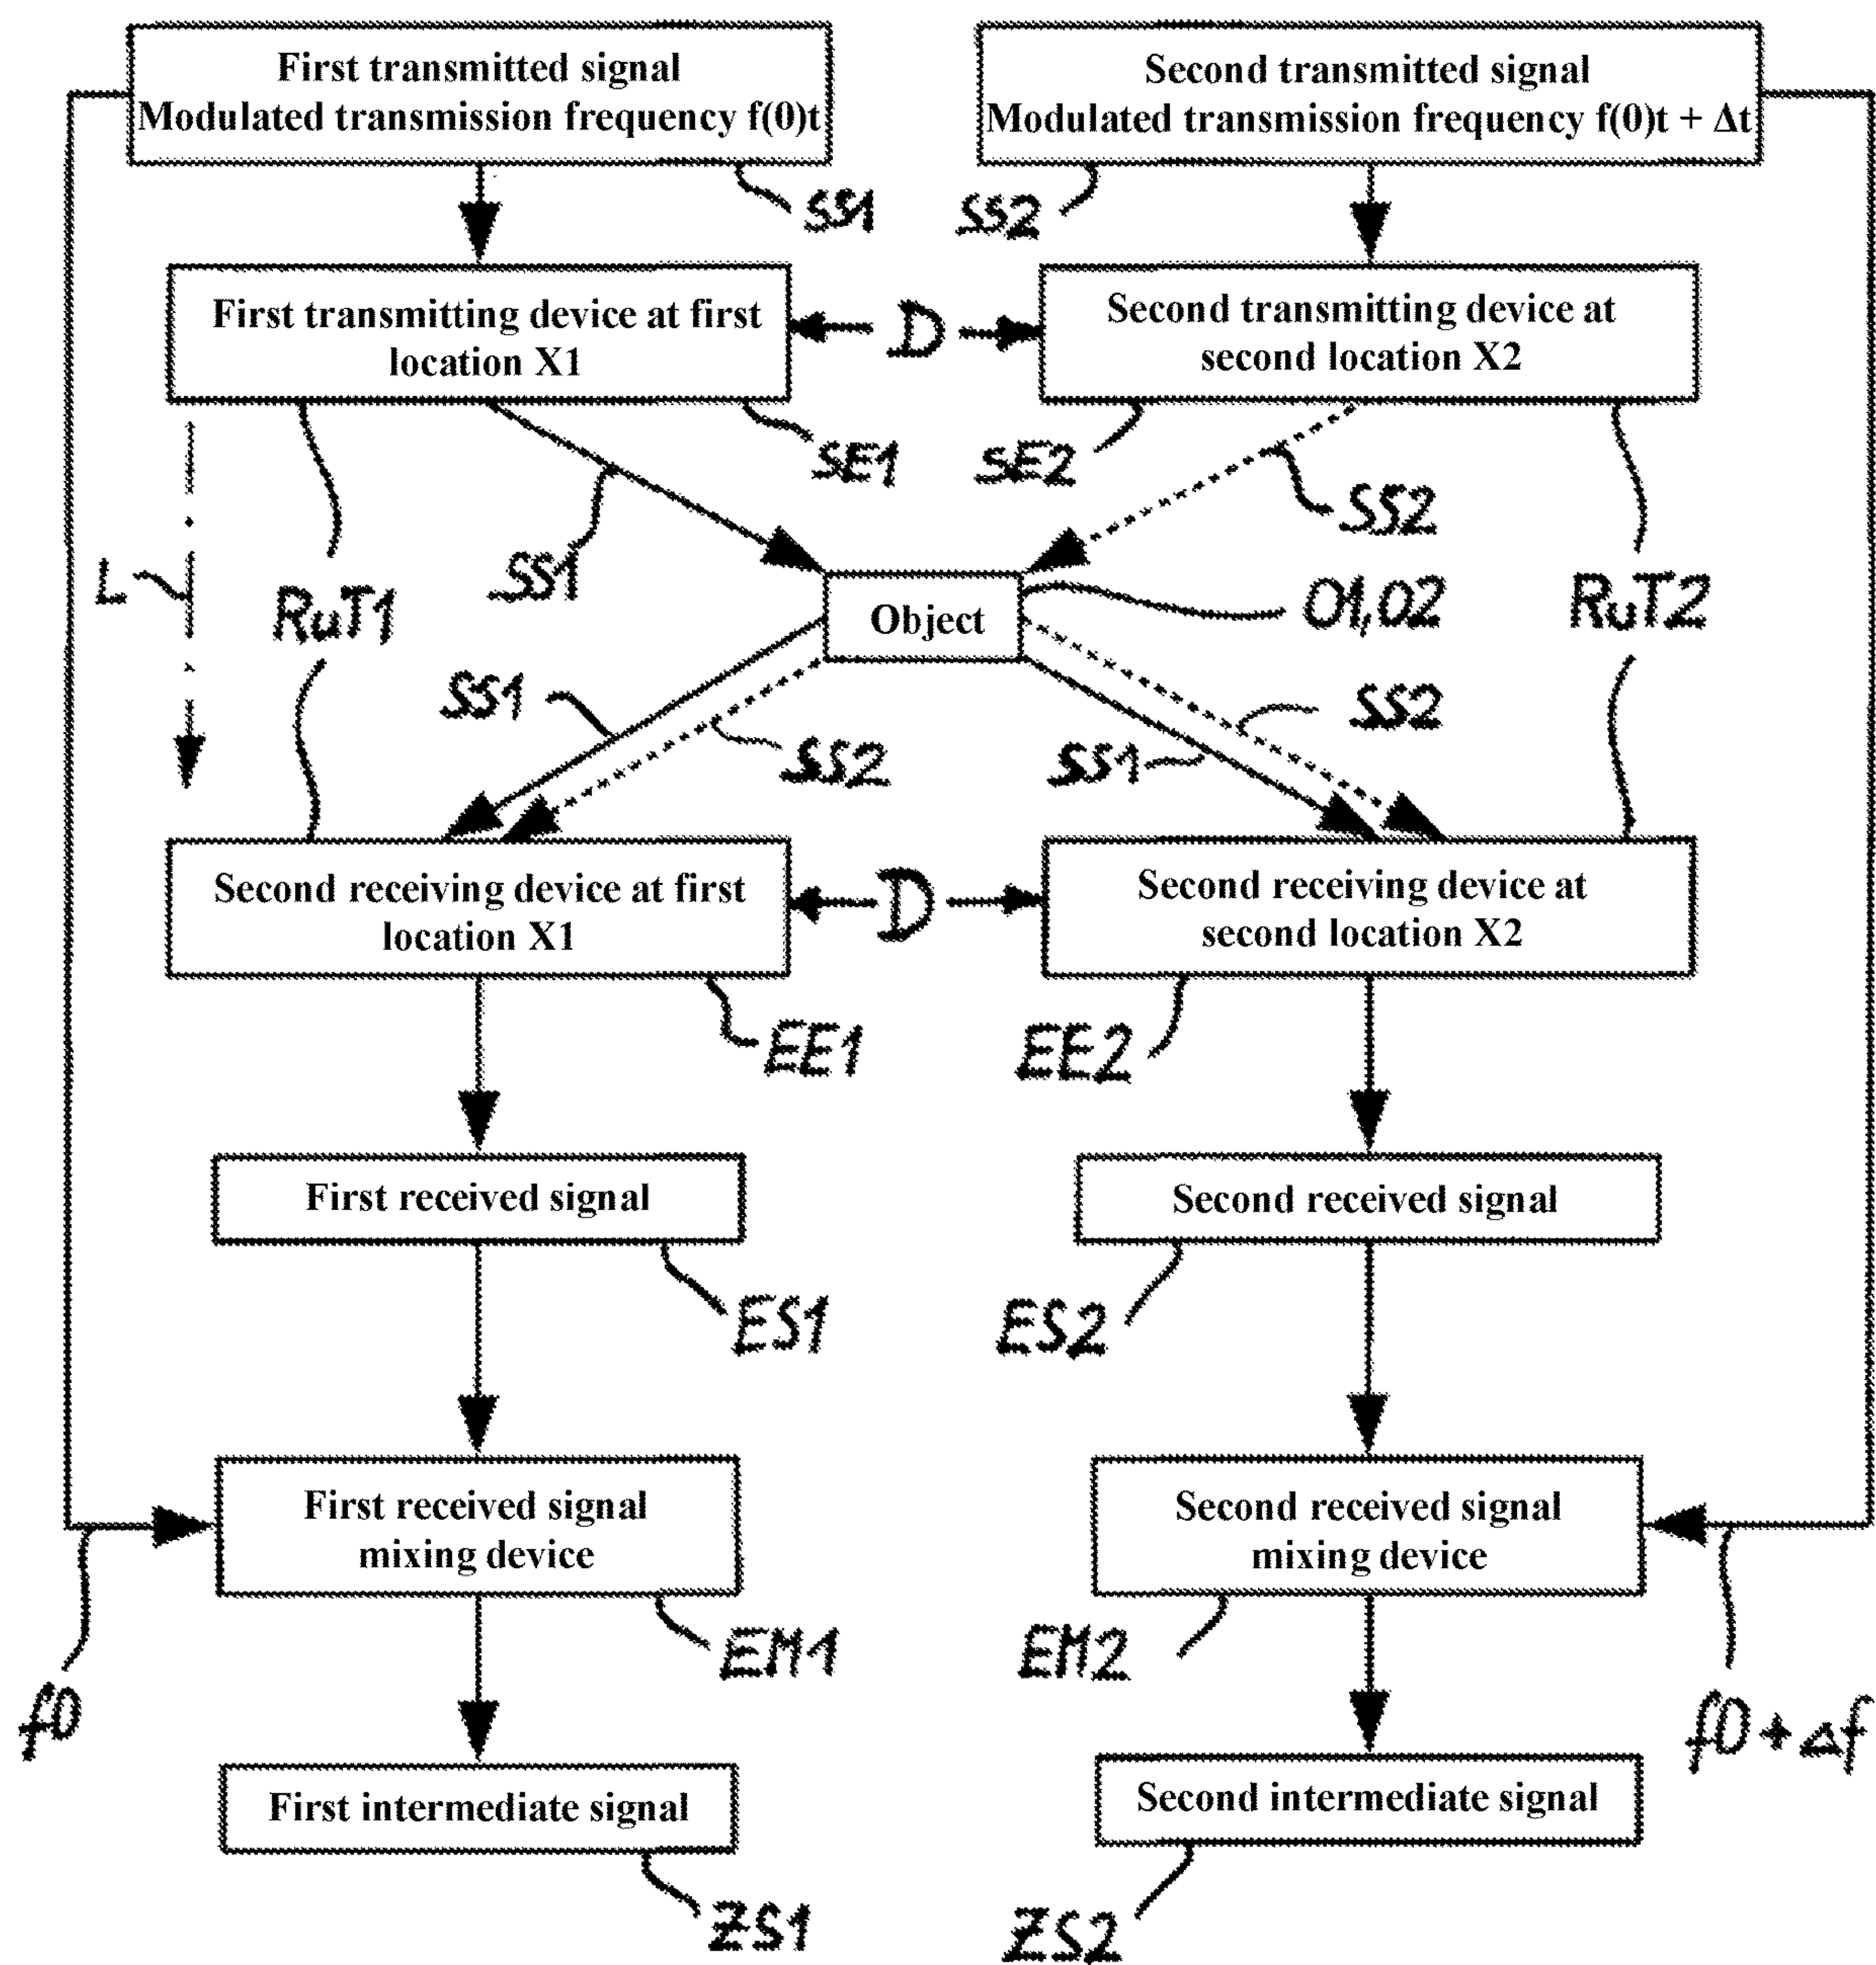 First transmitted signal
Modulated transmission frequency f(0)t
Second transmitted signal
Modulated transmission frequency f(0)t + Δt
SS1
SS2
First transmitting device at first
location X1
D
Second transmitting device at
second location X2
SE1
SE2
SS2
L
RuT1
SS1
Object
O1,O2
RuT2
SS1
SS2
SS1
SS2
Second receiving device at first
location X1
D
Second receiving device at
second location X2
EE1
EE2
First received signal
Second received signal
ES1
ES2
First received signal
mixing device
Second received signal
mixing device
EM1
EM2
f0
f0 + Δf
First intermediate signal
Second intermediate signal
ZS1
ZS2